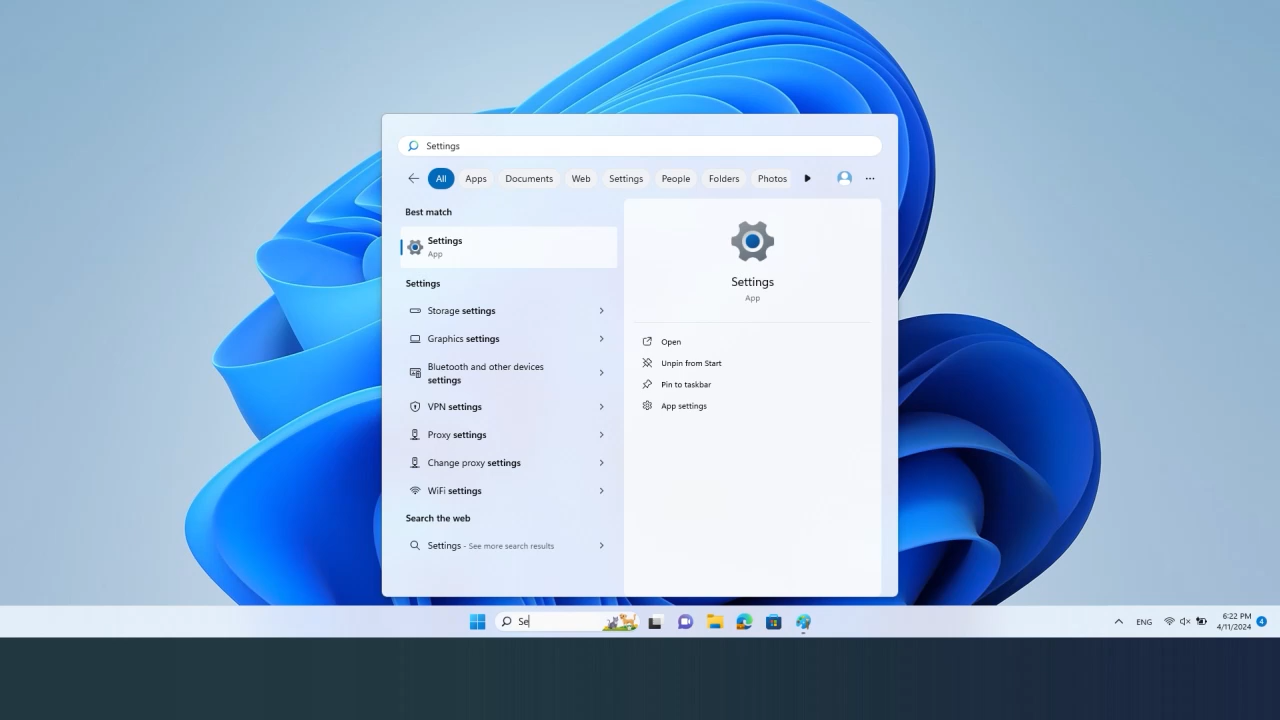 Settings
All
Apps
Documents
Web
Settings
People
Folders
Photos
Best match
Settings
App
Settings
Storage settings
Graphics settings
Bluetooth and other devices
settings
VPN settings
Proxy settings
Change proxy settings
WiFi settings
Search the web
Settings - See more search results
Settings
App
Open
Unpin from Start
Pin to taskbar
App settings
Se
ENG
6:22 PM
4/11/2024
4